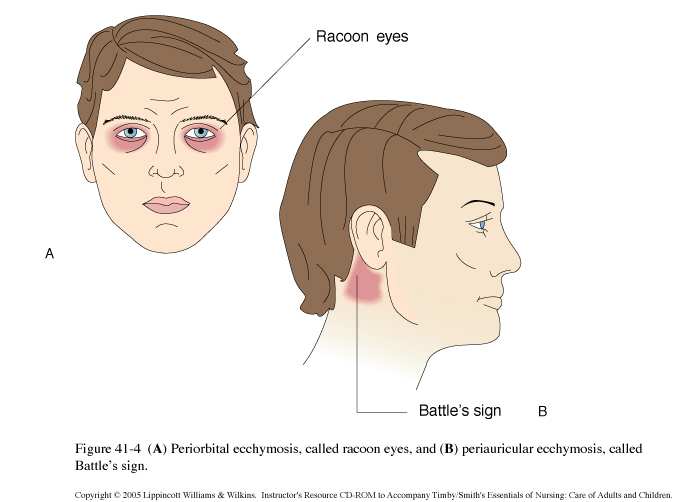 Racoon eyes
A
Battle's sign
B
Figure 41-4 (A) Periorbital ecchymosis, called racoon eyes, and (B) periauricular ecchymosis, called
Battle's sign.
Copyright © 2005 Lippincott Williams & Wilkins. Instructor's Resource CD-ROM to Accompany Timby/Smith's Essentials of Nursing: Care of Adults and Children.